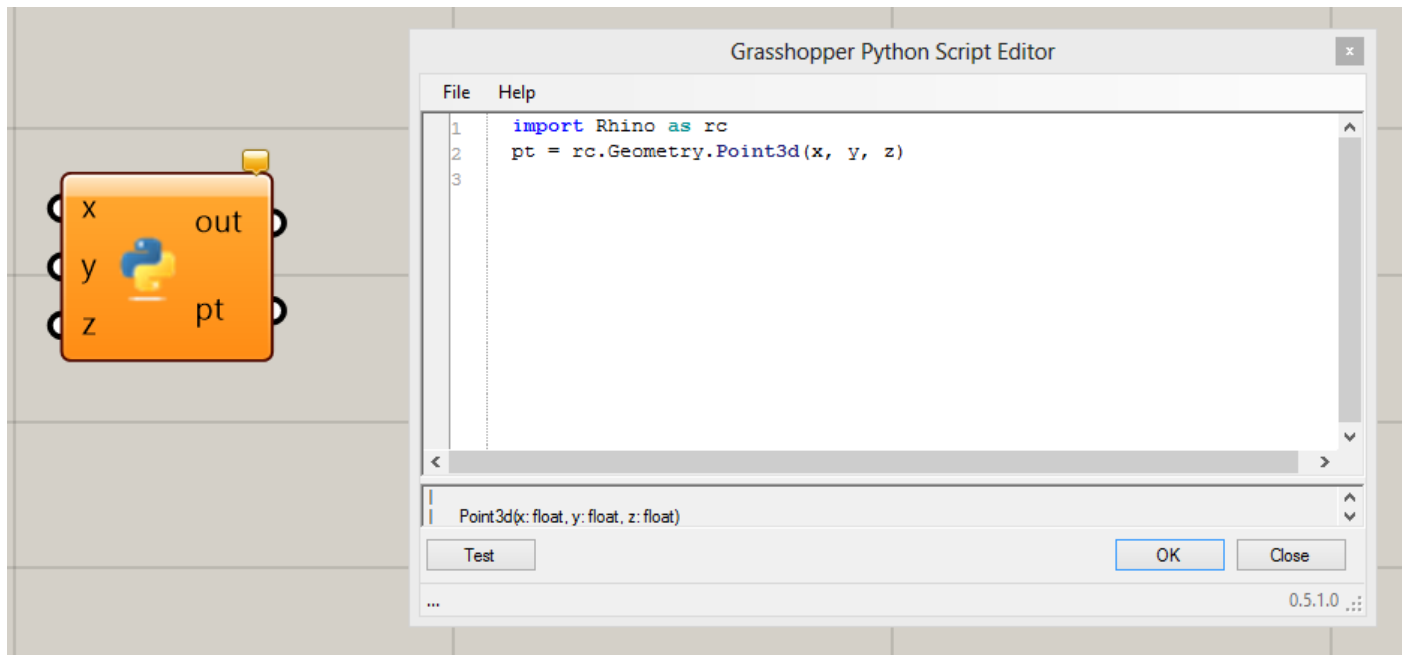 Grasshopper Python Script Editor
x
File Help
1 import Rhino as rc
2 pt = rc.Geometry.Point3d(x, y, z)
3
x
out
y
pt
z
Point3d(x: float, y: float, z: float)
Test OK Close
... 0.5.1.0